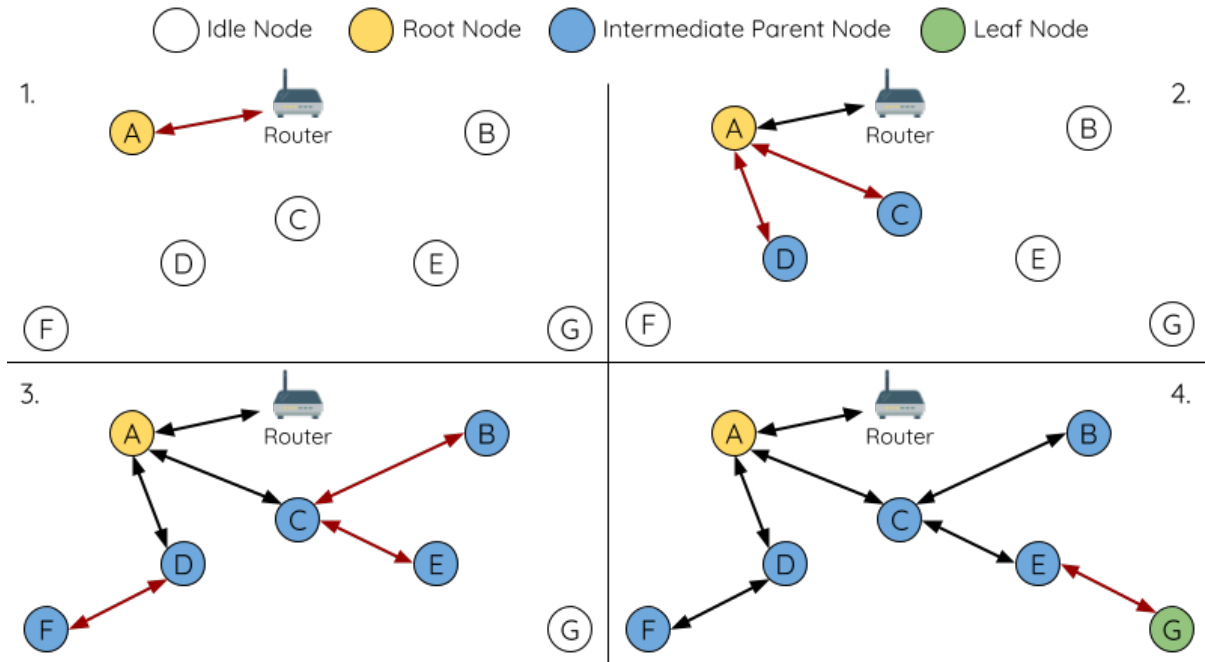 Idle Node Root Node Intermediate Parent Node Leaf Node
1.
A
Router
B
C
D
E
F
G
2.
A
Router
B
C
D
E
F
G
3.
A
Router
B
C
D
E
F
G
4.
A
Router
B
C
D
E
F
G